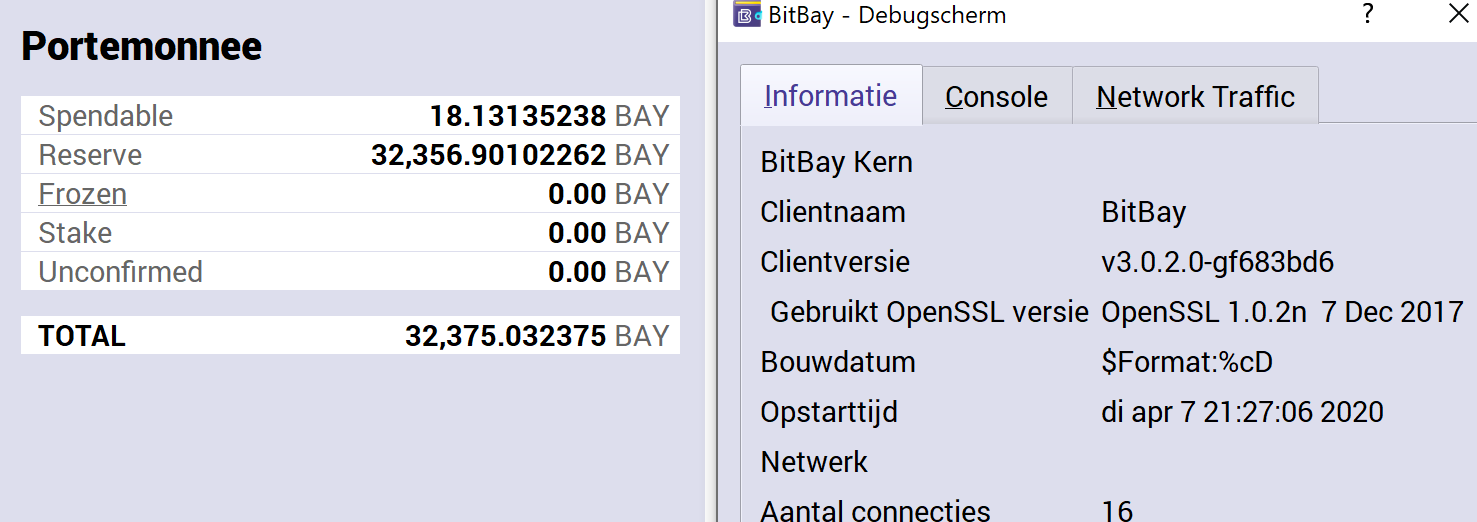 Portemonnee
Spendable 18.13135238 BAY
Reserve 32,356.90102262 BAY
Frozen 0.00 BAY
Stake 0.00 BAY
Unconfirmed 0.00 BAY
TOTAL 32,375.032375 BAY
BitBay - Debugscherm ?
Informatie Console Network Traffic
BitBay Kern
Clientnaam BitBay
Clientversie v3.0.2.0-gf683bd6
Gebruikt OpenSSL versie OpenSSL 1.0.2n 7 Dec 2017
Bouwdatum $Format:%cD
Opstarttijd di apr 7 21:27:06 2020
Netwerk
Aantal connecties 16